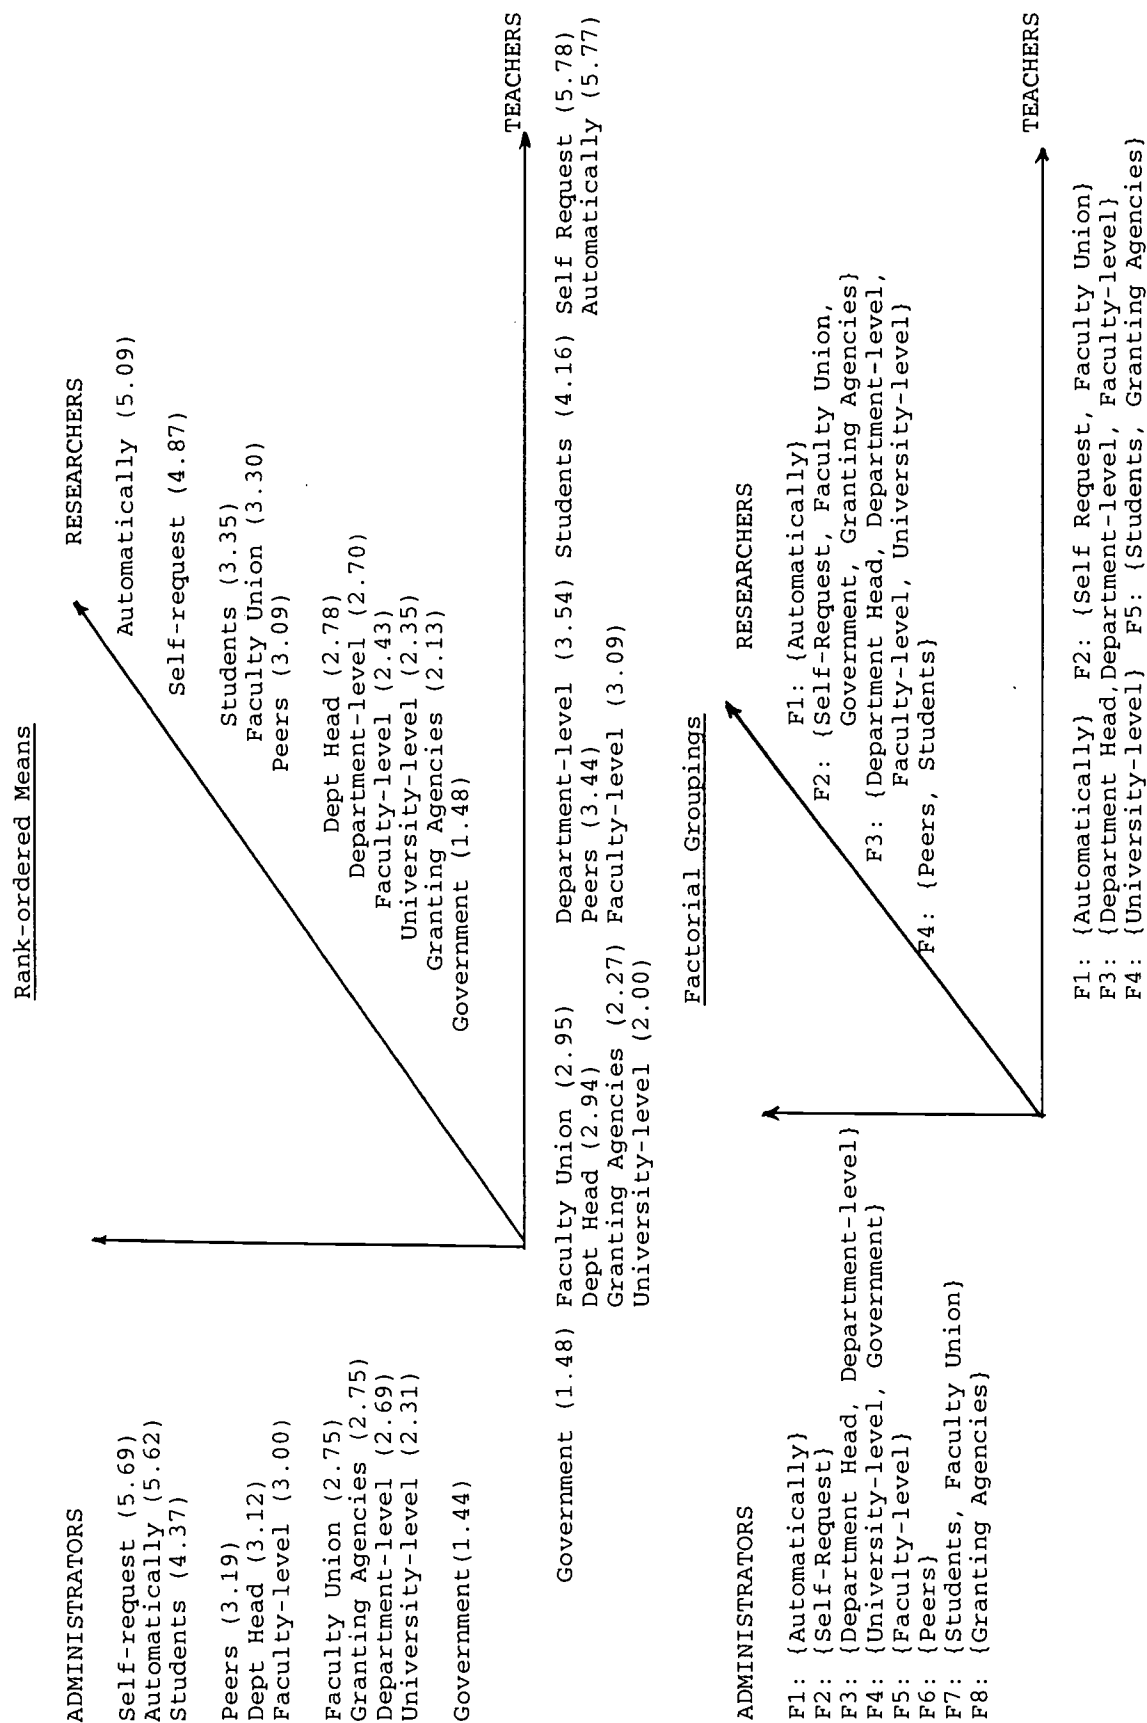 Rank-ordered Means
ADMINISTRATORS
Self-request (5.69)
Automatically (5.62)
Students (4.37)
Peers (3.19)
Dept Head (3.12)
Faculty-level (3.00)
Faculty Union (2.75)
Granting Agencies (2.75)
Department-level (2.69)
University-level (2.31)
Government(1.44)
RESEARCHERS
Automatically (5.09)
Self-request (4.87)
Students (3.35)
Faculty Union (3.30)
Peers (3.09)
Dept Head (2.78)
Department-level (2.70)
Faculty-level (2.43)
University-level (2.35)
Granting Agencies (2.13)
Government (1.48)
TEACHERS
Government (1.48) Faculty Union (2.95) Department-level (3.54) Students (4.16) Self Request (5.78)
Dept Head (2.94) Peers (3.44) Automatically (5.77)
Granting Agencies (2.27) Faculty-level (3.09)
University-level (2.00)
Factorial Groupings
ADMINISTRATORS
F1: {Automatically}
F2: {Self-Request}
F3: {Department Head, Department-level}
F4: {University-level, Government}
F5: {Faculty-level}
F6: {Peers}
F7: {Students, Faculty Union}
F8: {Granting Agencies}
RESEARCHERS
F1: {Automatically}
F2: {Self-Request, Faculty Union,
Government, Granting Agencies}
F3: {Department Head, Department-level,
Faculty-level, University-level}
F4: {Peers, Students}
TEACHERS
F1: {Automatically} F2: {Self Request, Faculty Union}
F3: {Department Head,Department-level, Faculty-level}
F4: {University-level} F5: {Students, Granting Agencies}